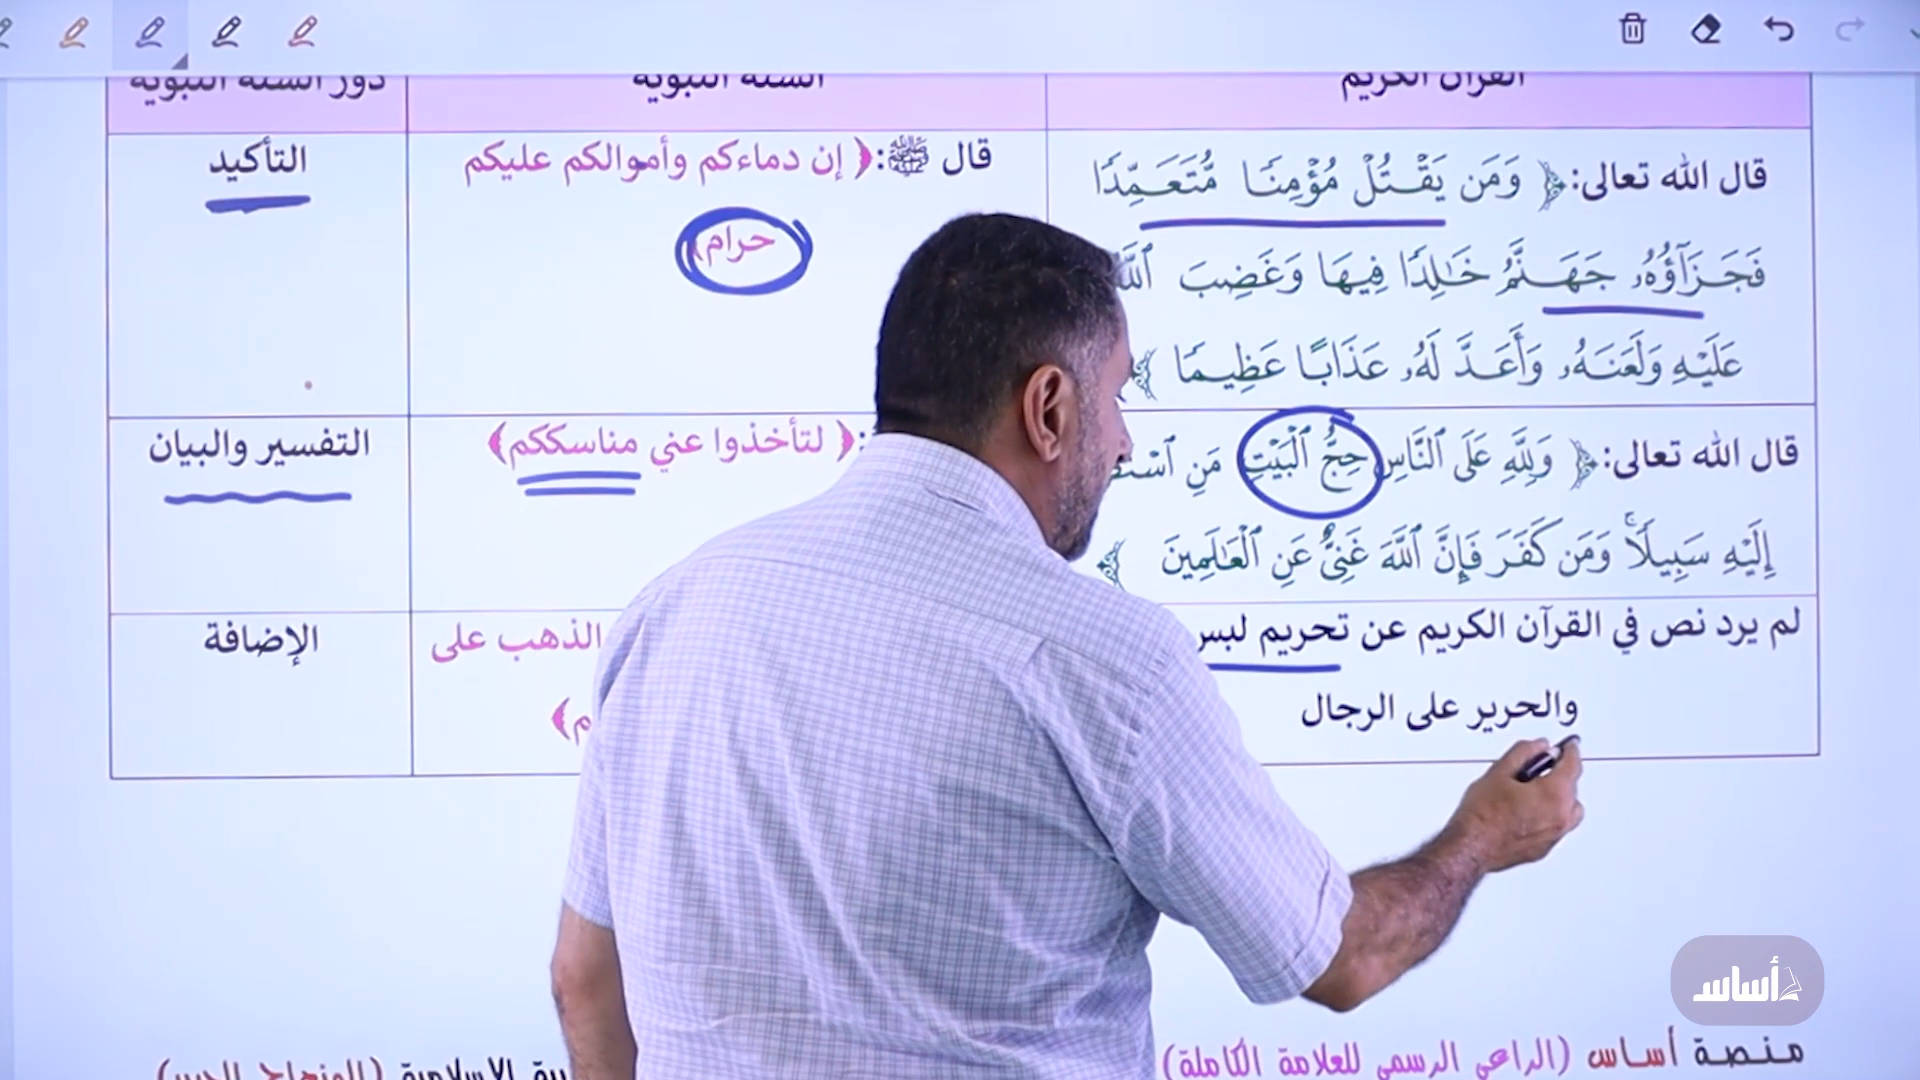 القرآن الكريم
السنة النبوية
دور السنة النبوية
قال الله تعالى: ﴿ وَمَن يَقْتُلْ مُؤْمِنًا مُّتَعَمِّدًا
فَجَزَآؤُهُۥ جَهَنَّمُ خَٰلِدًا فِيهَا وَغَضِبَ ٱللَّهُ
عَلَيْهِ وَلَعَنَهُۥ وَأَعَدَّ لَهُۥ عَذَابًا عَظِيمًا ﴾
قال ﷺ: ﴿ إن دماءكم وأموالكم عليكم
حرام﴾
التأكيد
قال الله تعالى: ﴿ وَلِلَّهِ عَلَى ٱلنَّاسِ حِجُّ ٱلْبَيْتِ مَنِ
إِلَيْهِ سَبِيلًا ۚ وَمَن كَفَرَ فَإِنَّ ٱللَّهَ غَنِىٌّ عَنِ ٱلْعَٰلَمِينَ ﴾
: ﴿ لتأخذوا عني مناسككم﴾
التفسير والبيان
لم يرد نص في القرآن الكريم عن تحريم لبس
والحرير على الرجال
الذهب على
الإضافة
أساس
منصة أساس (الراعي الرسمي للعلامة الكاملة)